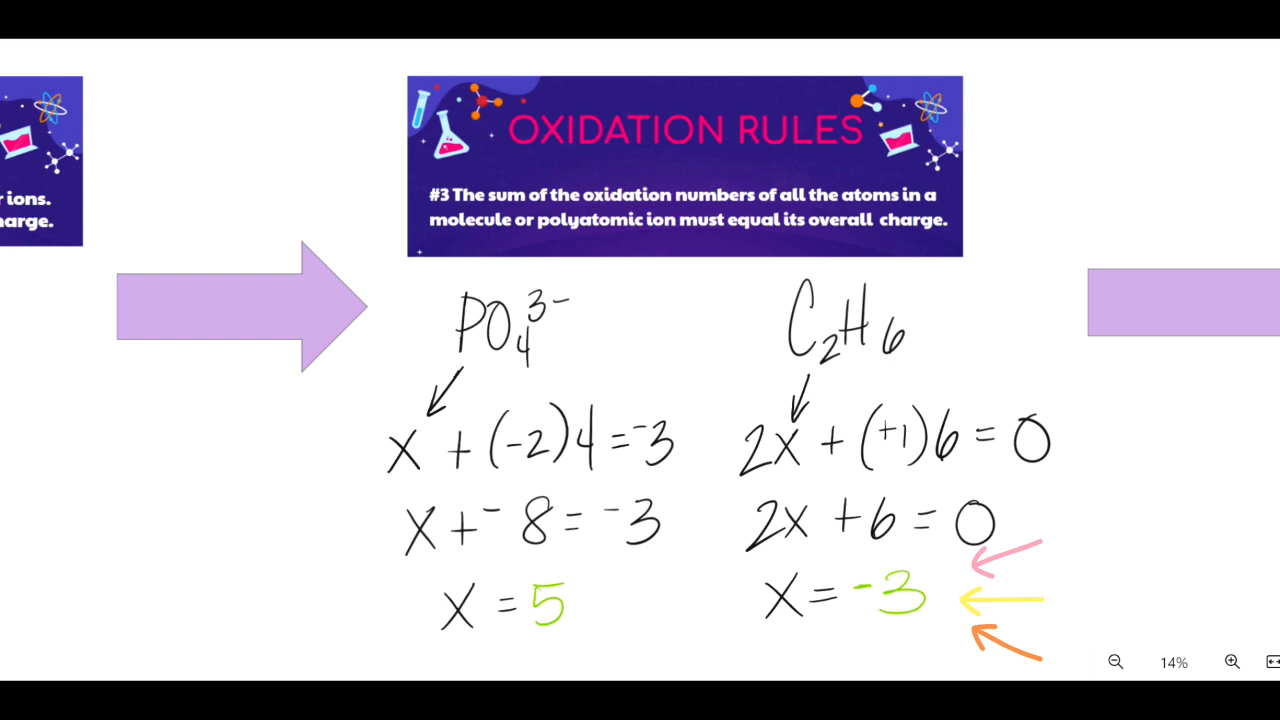 r ions.
harge.
OXIDATION RULES
#3 The sum of the oxidation numbers of all the atoms in a
molecule or polyatomic ion must equal its overall charge.
PO₄³⁻
x + (-2)4 = -3
x + -8 = -3
x = 5
C₂H₆
2x + (+1)6 = 0
2x + 6 = 0
x = -3
14%